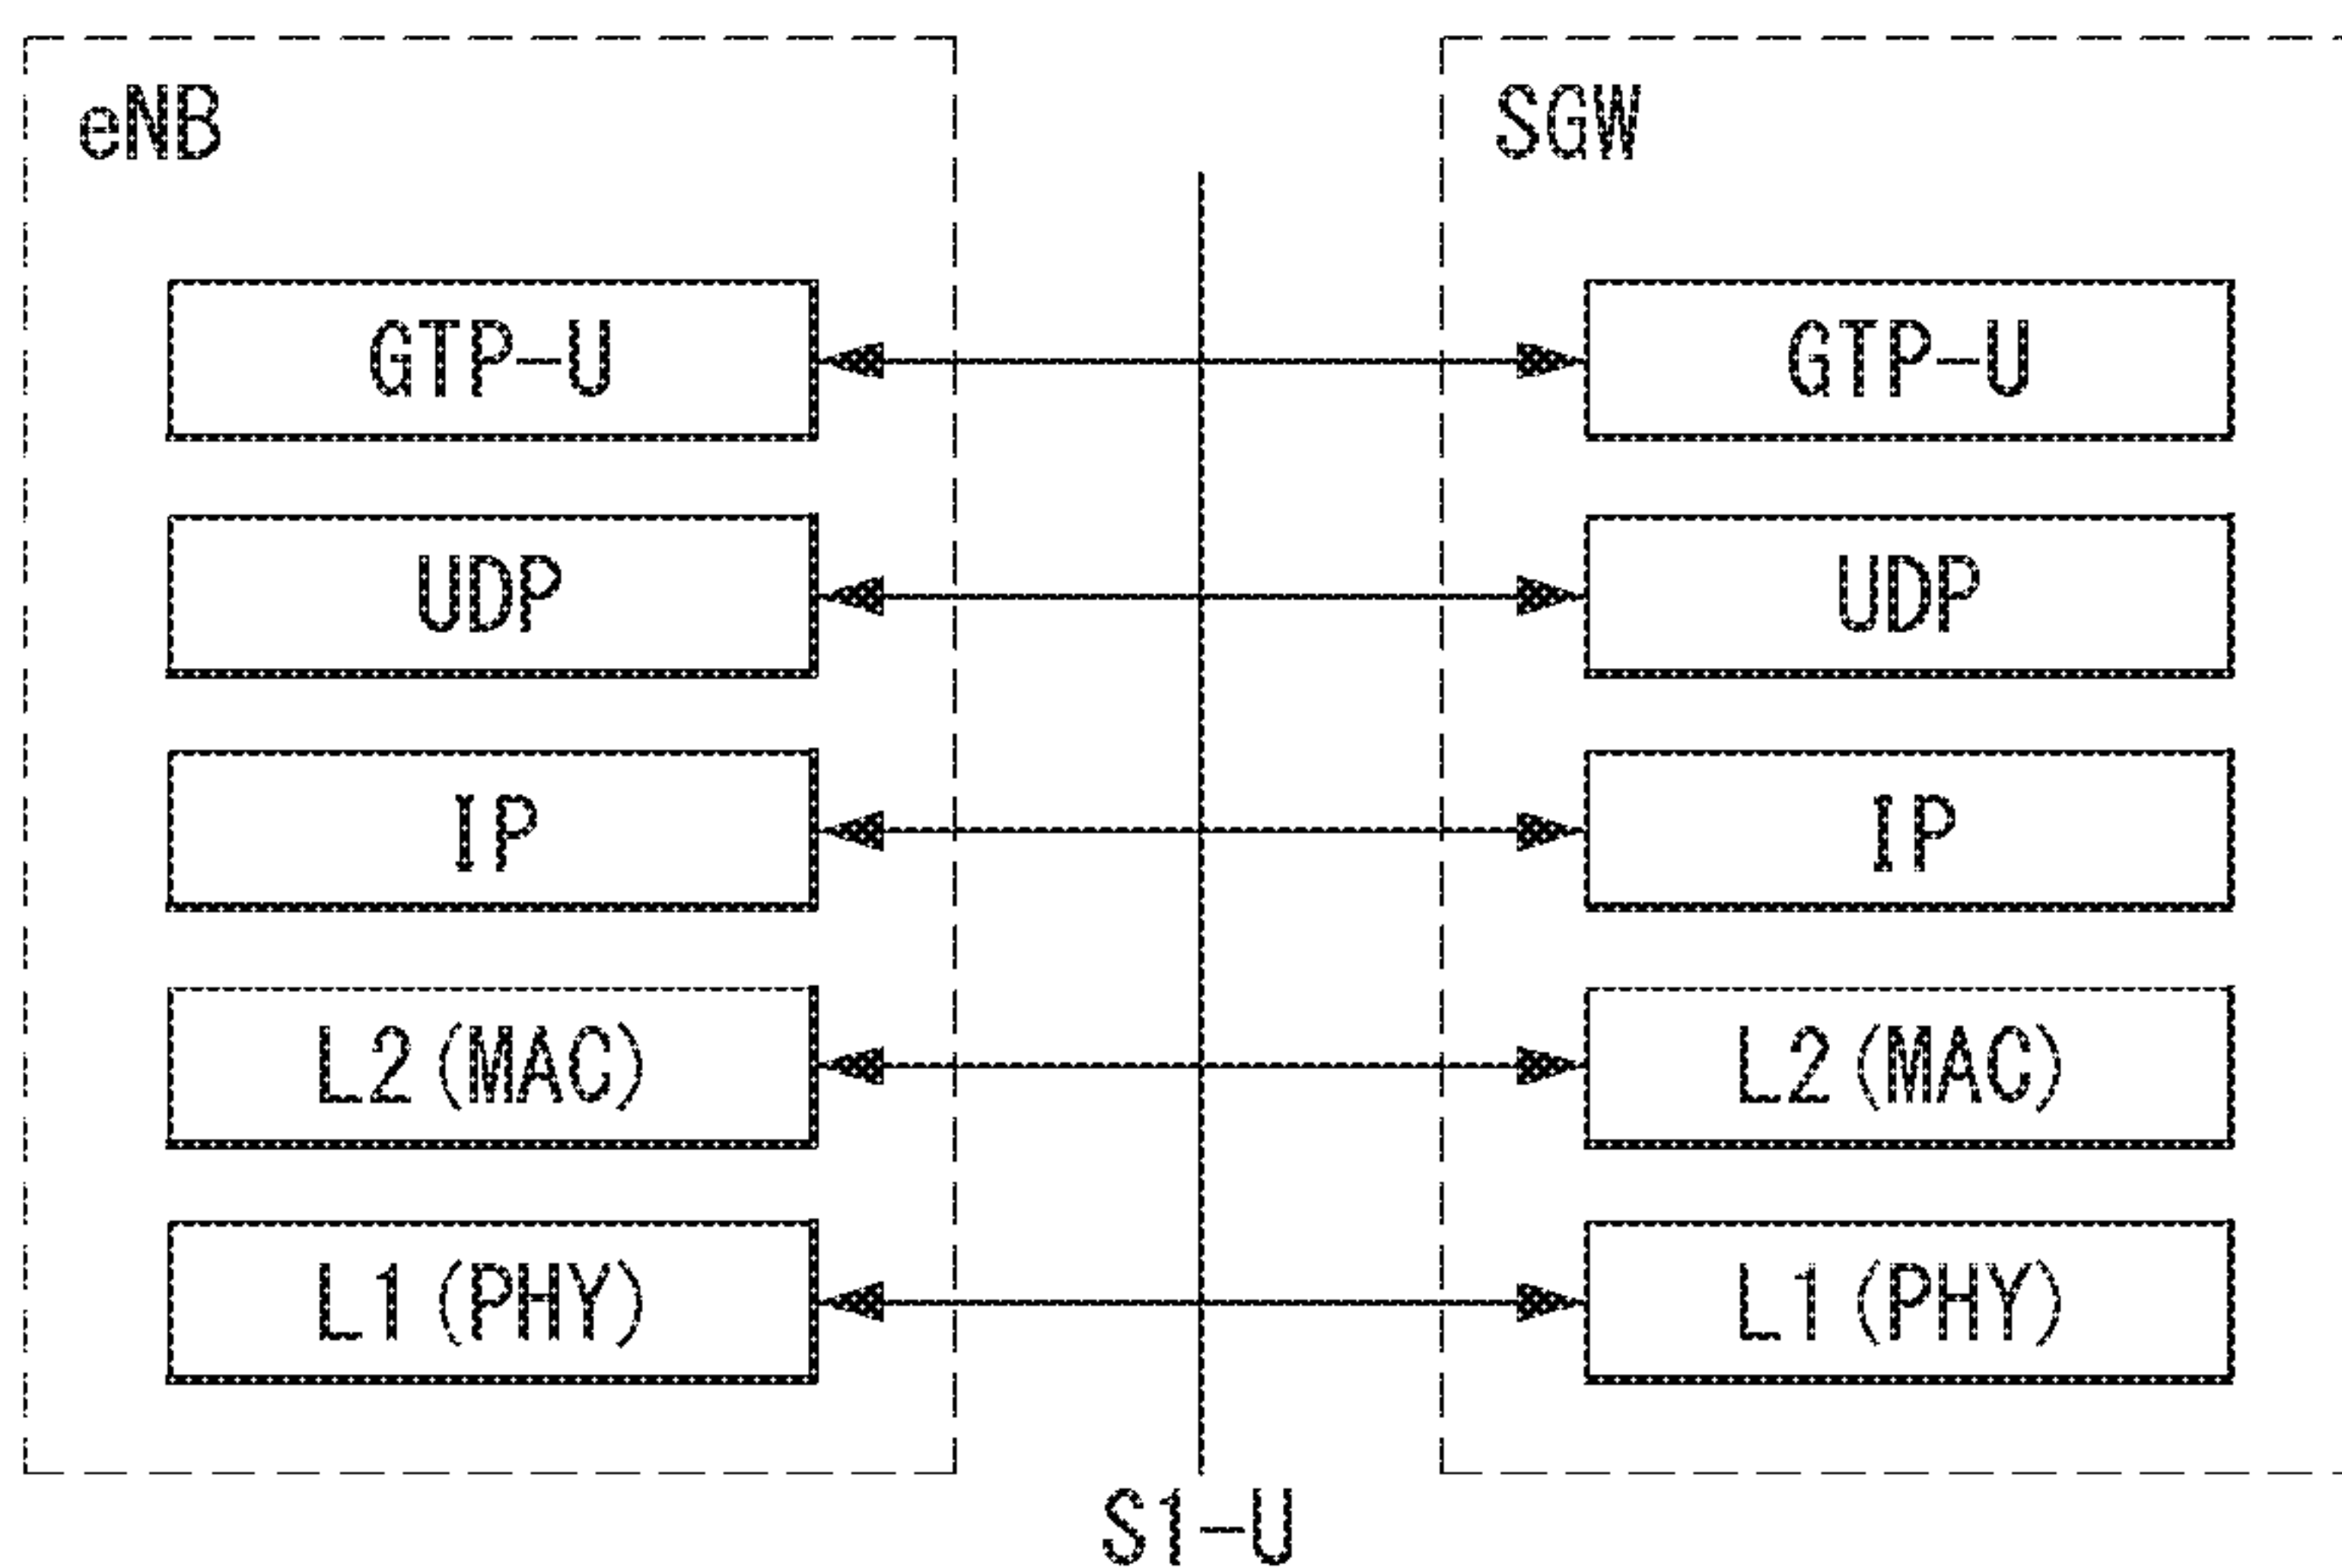 eNB
SGW
GTP-U
GTP-U
UDP
UDP
IP
IP
L2(MAC)
L2(MAC)
L1(PHY)
L1(PHY)
S1-U